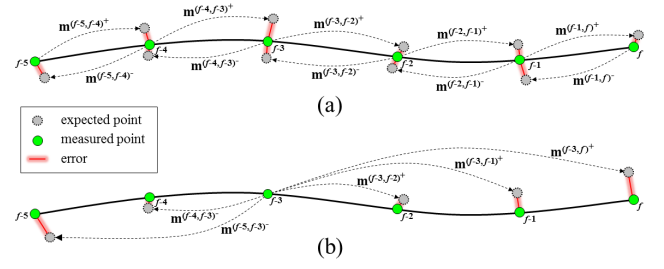 m^(f-5,f-4)+ m^(f-4,f-3)+ m^(f-3,f-2)+ m^(f-2,f-1)+ m^(f-1,f)+
f-5 f-4 f-3 f-2 f-1 f
m^(f-5,f-4)- m^(f-4,f-3)- m^(f-3,f-2)- m^(f-2,f-1)- m^(f-1,f)-
(a)
expected point
measured point
error
m^(f-3,f)+
m^(f-3,f-1)+
m^(f-3,f-2)+
f-5 f-4 f-3 f-2 f-1 f
m^(f-4,f-3)-
m^(f-5,f-3)-
(b)